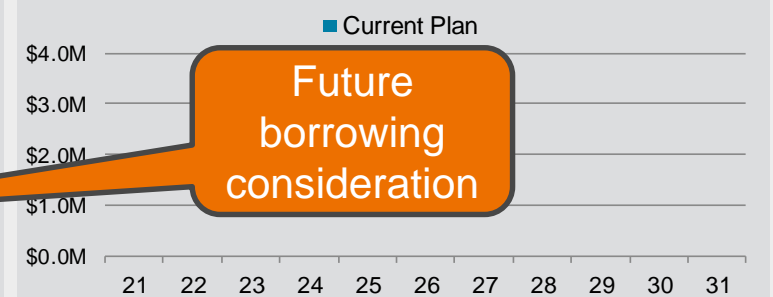 Current Plan
$4.0M
Future
borrowing
consideration
$3.0M
$2.0M
$1.0M
$0.0M
21 22 23 24 25 26 27 28 29 30 31